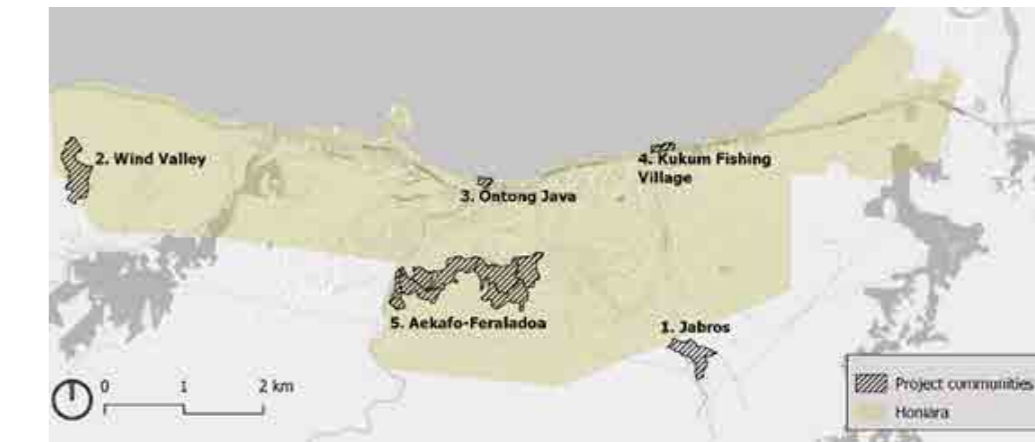 2. Wind Valley
4. Kukum Fishing
Village
3. Ontong Java
5. Aekafo-Feraladoa
1. Jabros
0 1 2 km
Project communities
Honiara